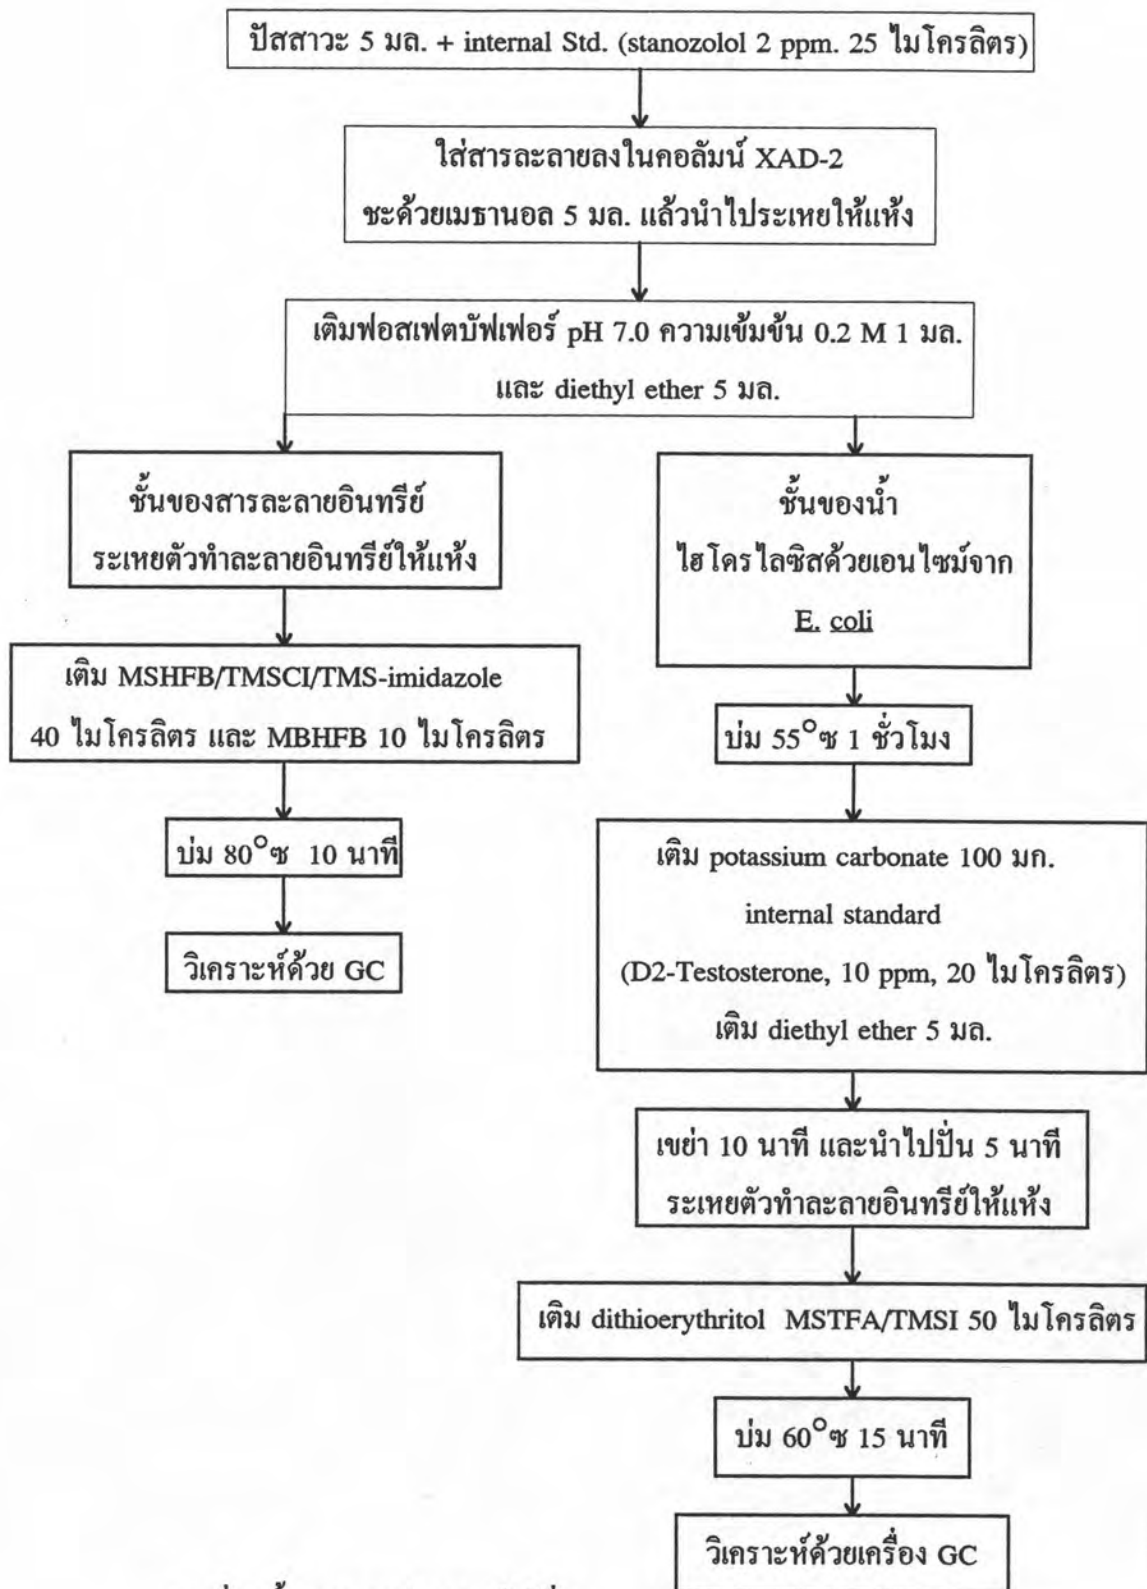 ปัสสาวะ 5 มล. + internal Std. (stanozolol 2 ppm. 25 ไมโครลิตร)
ใส่สารละลายลงในคอลัมน์ XAD-2
ชะด้วยเมธานอล 5 มล. แล้วนำไประเหยให้แห้ง
เติมฟอสเฟตบัฟเฟอร์ pH 7.0 ความเข้มข้น 0.2 M 1 มล.
และ diethyl ether 5 มล.
ชั้นของสารละลายอินทรีย์
ระเหยตัวทำละลายอินทรีย์ให้แห้ง
เติม MSHFB/TMSCI/TMS-imidazole
40 ไมโครลิตร และ MBHFB 10 ไมโครลิตร
บ่ม 80°ซ 10 นาที
วิเคราะห์ด้วย GC
ชั้นของน้ำ
ไฮโดรไลซิสด้วยเอนไซม์จาก
E. coli
บ่ม 55°ซ 1 ชั่วโมง
เติม potassium carbonate 100 มก.
internal standard
(D2-Testosterone, 10 ppm, 20 ไมโครลิตร)
เติม diethyl ether 5 มล.
เขย่า 10 นาที และนำไปปั่น 5 นาที
ระเหยตัวทำละลายอินทรีย์ให้แห้ง
เติม dithioerythritol MSTFA/TMSI 50 ไมโครลิตร
บ่ม 60°ซ 15 นาที
วิเคราะห์ด้วยเครื่อง GC